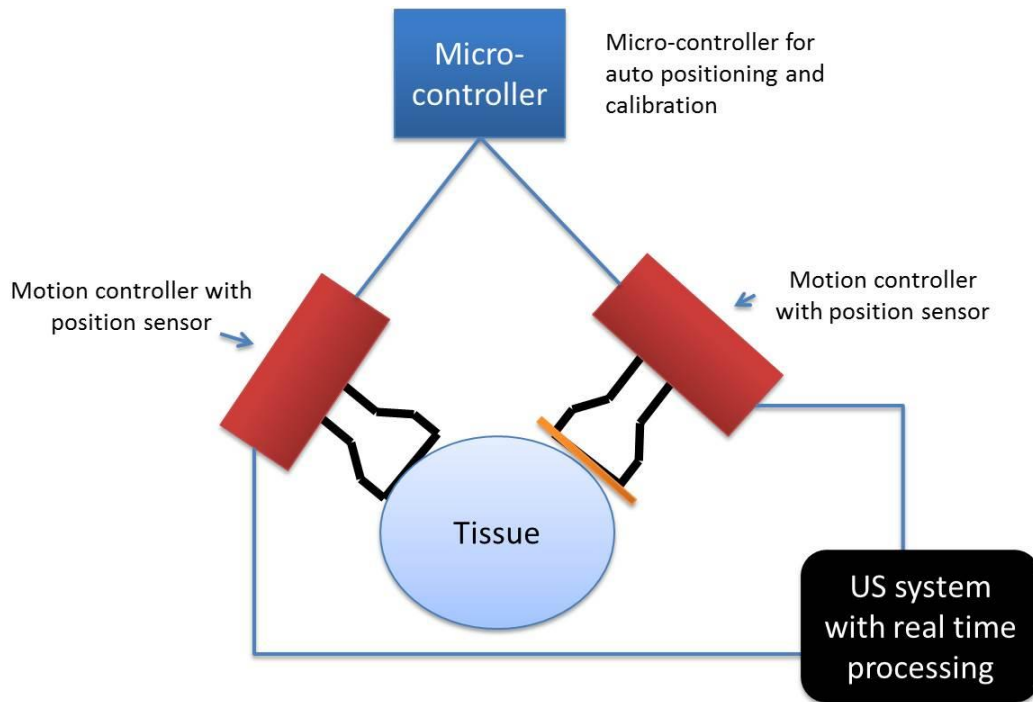 Micro-
controller
Micro-controller for
auto positioning and
calibration
Motion controller with
position sensor
Motion controller
with position sensor
Tissue
US system
with real time
processing